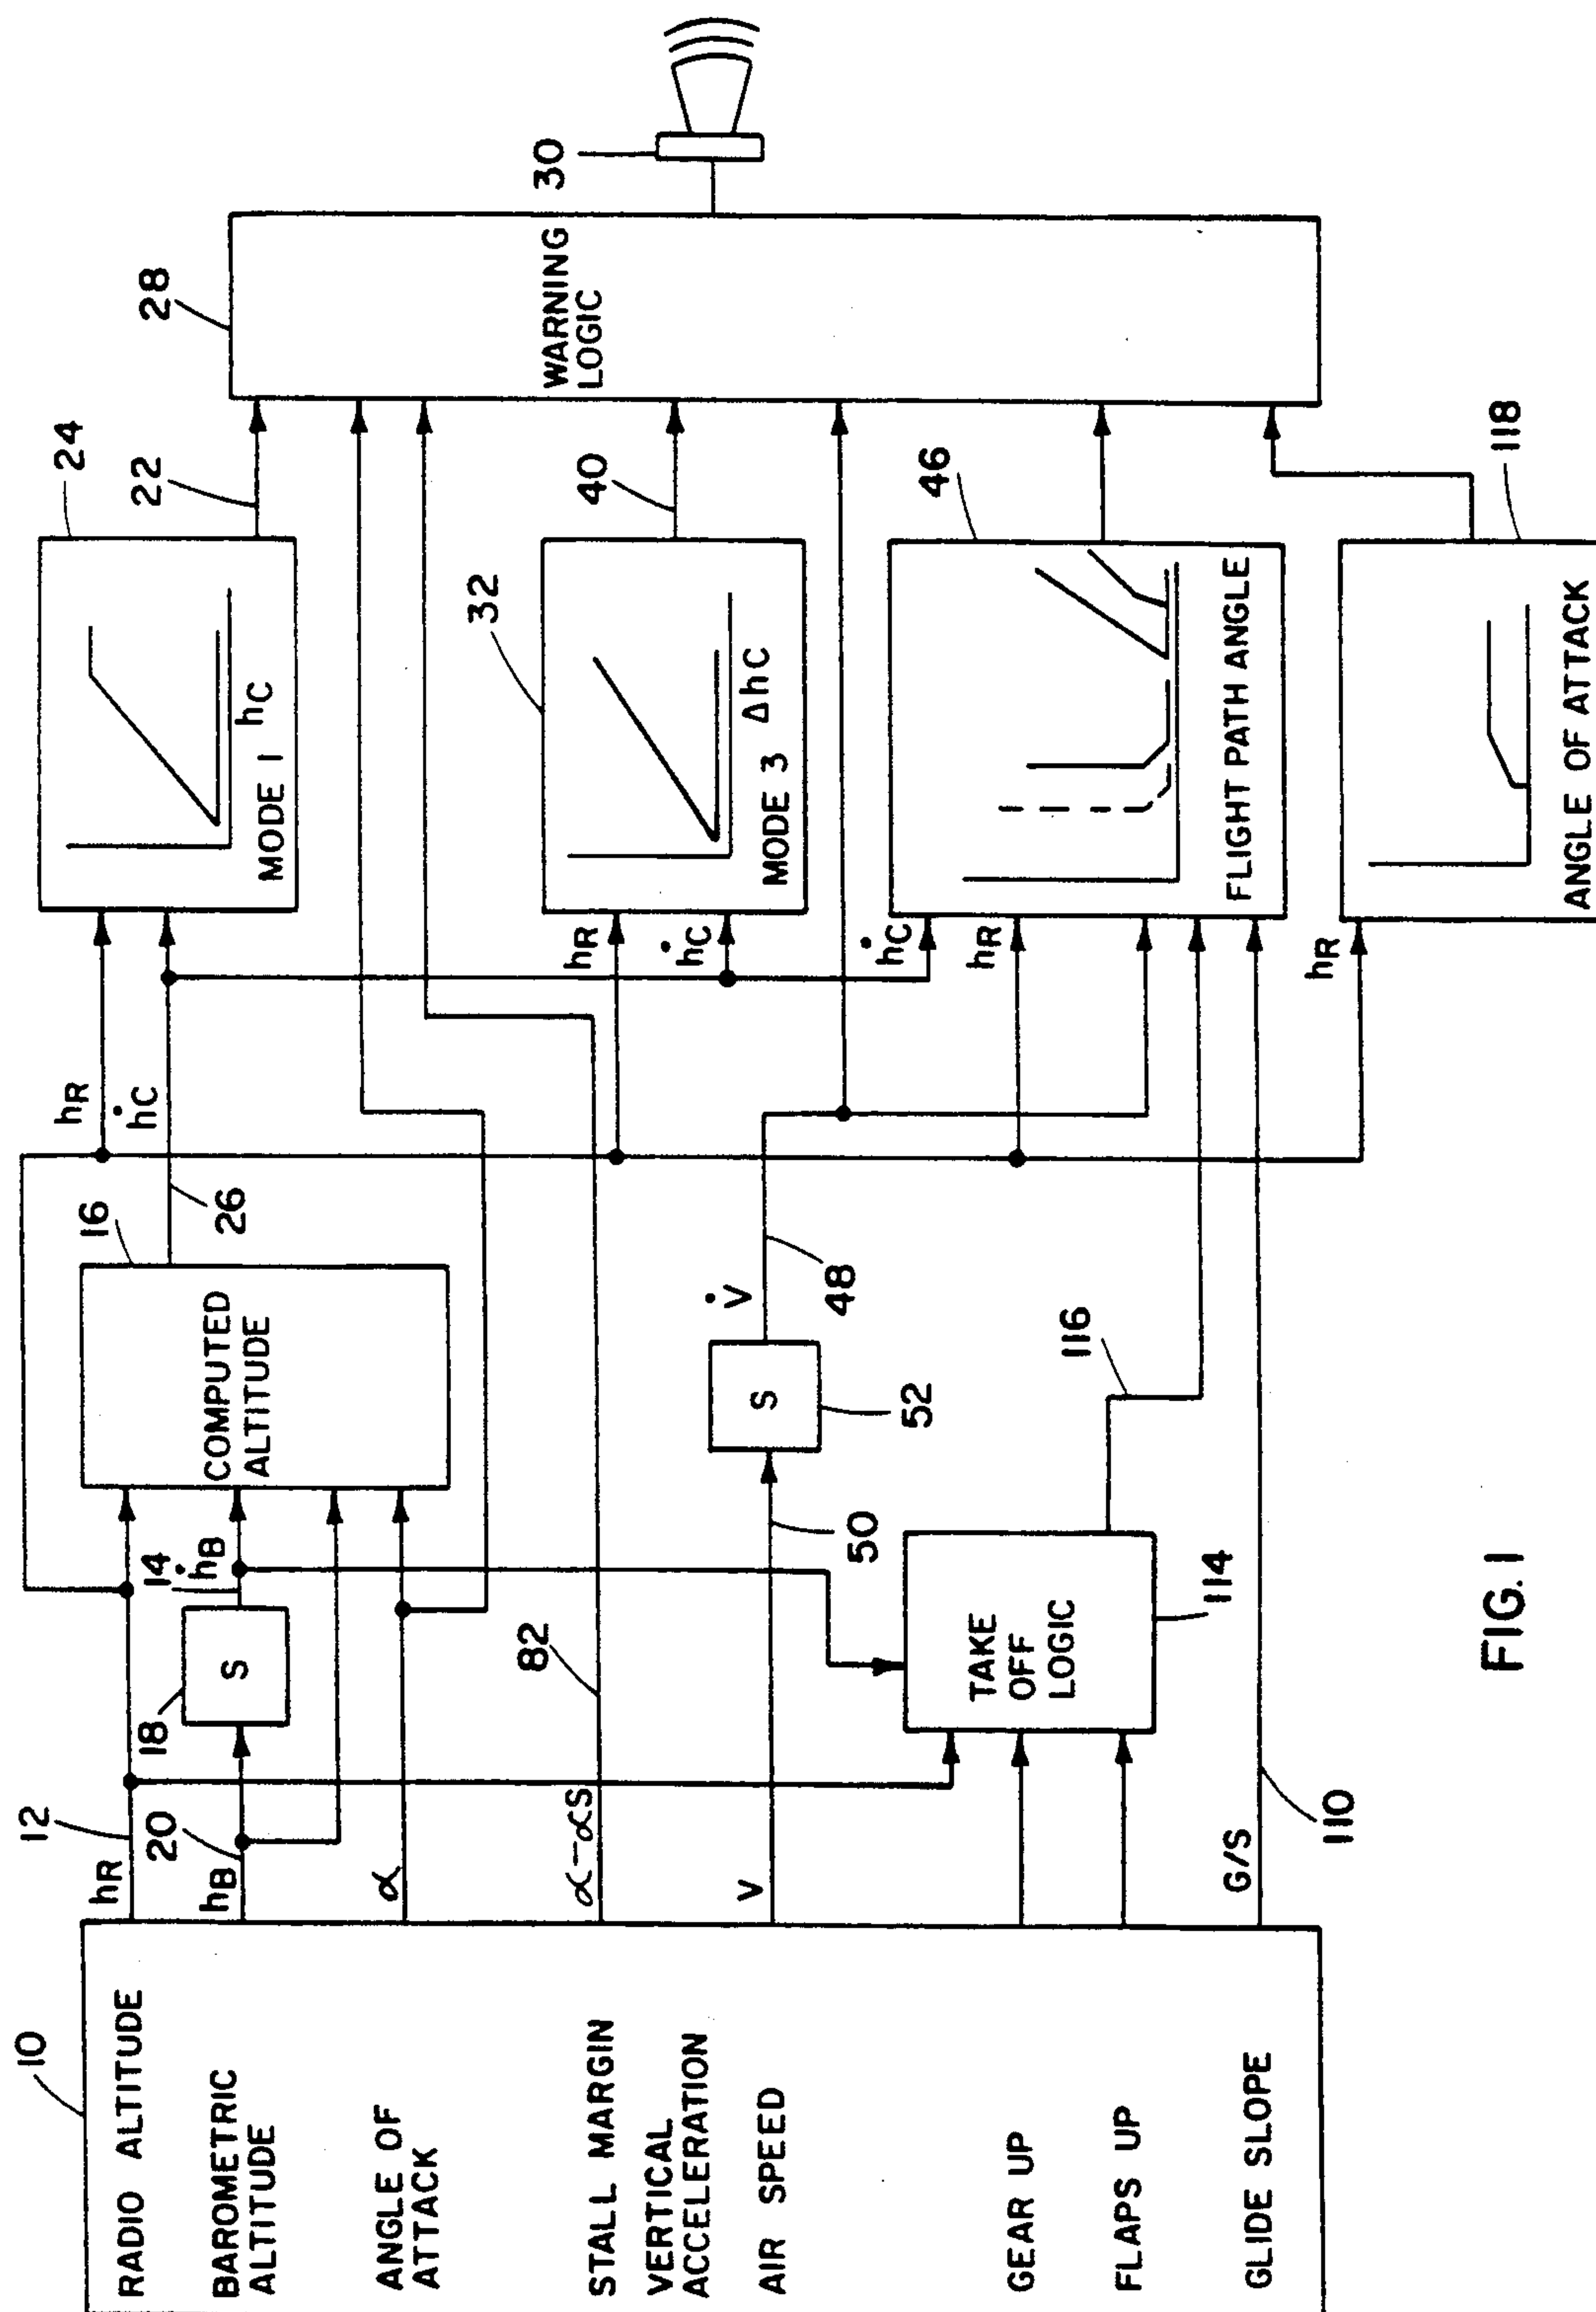 10
RADIO ALTITUDE
BAROMETRIC
ALTITUDE
ANGLE OF
ATTACK
STALL MARGIN
VERTICAL
ACCELERATION
AIR SPEED
GEAR UP
FLAPS UP
GLIDE SLOPE
hR
12
hB
20
α
α-αS
82
V
G/S
110
18
S
14
ḣB
16
COMPUTED
ALTITUDE
26
TAKE
OFF
LOGIC
114
116
50
S
52
V̇
48
hR
ḣC
24
MODE 1
hC
22
hR
ḣC
32
MODE 3
ΔhC
40
ḣC
hR
46
FLIGHT PATH ANGLE
hR
118
ANGLE OF ATTACK
28
WARNING
LOGIC
30
FIG. 1